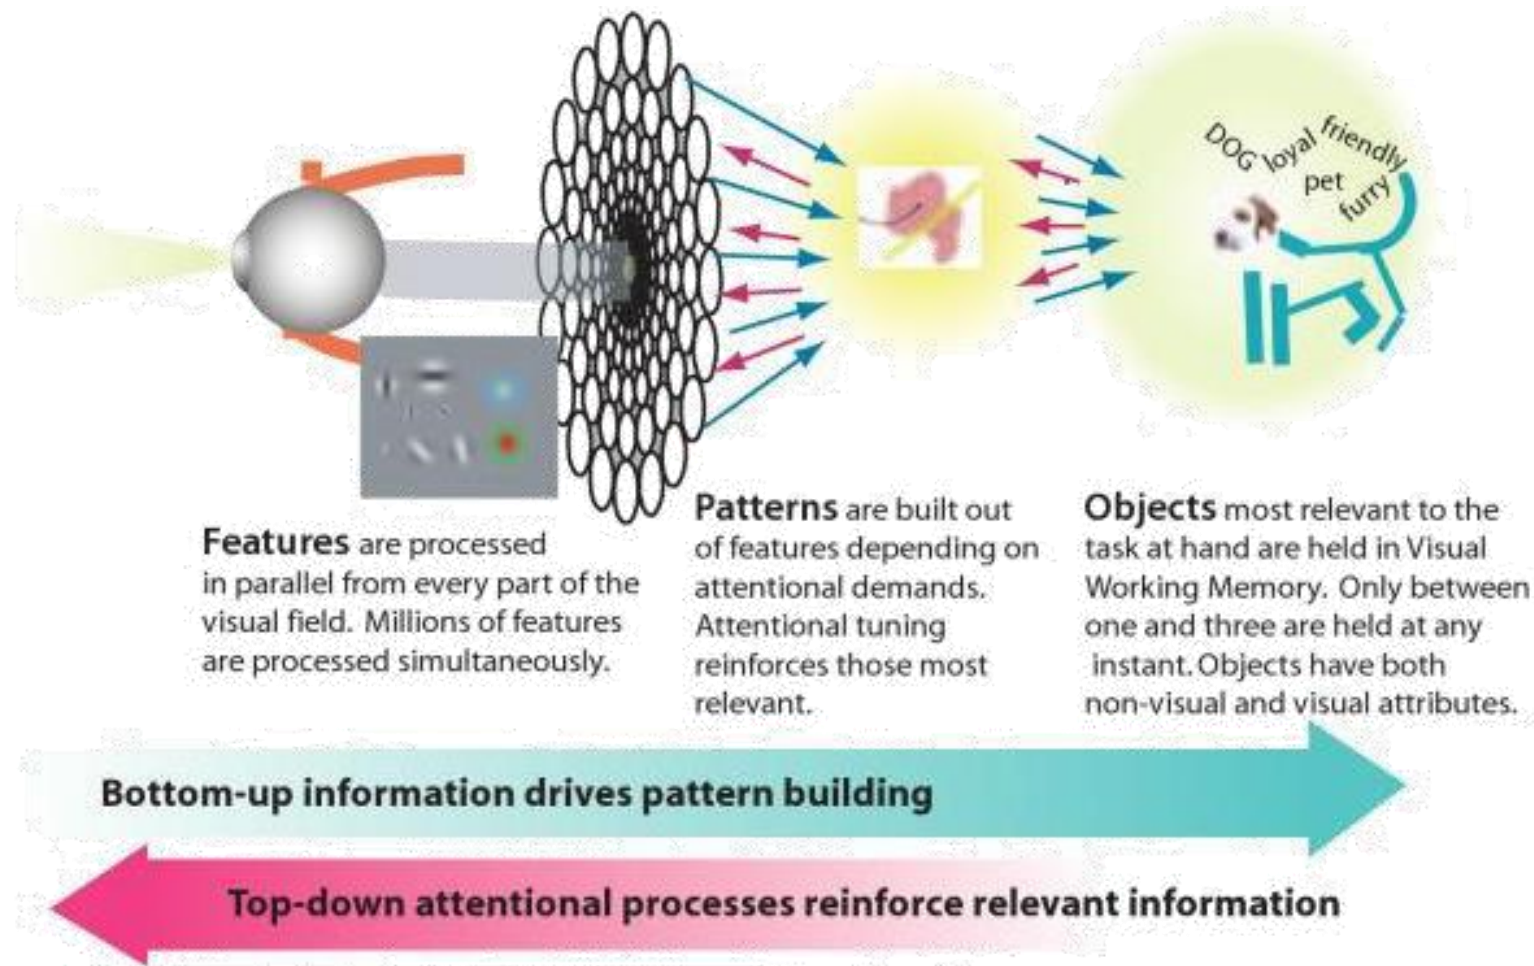 DOG loyal friendly
pet
furry
Features are processed
in parallel from every part of the
visual field. Millions of features
are processed simultaneously.
Patterns are built out
of features depending on
attentional demands.
Attentional tuning
reinforces those most
relevant.
Objects most relevant to the
task at hand are held in Visual
Working Memory. Only between
one and three are held at any
instant. Objects have both
non-visual and visual attributes.
Bottom-up information drives pattern building
Top-down attentional processes reinforce relevant information